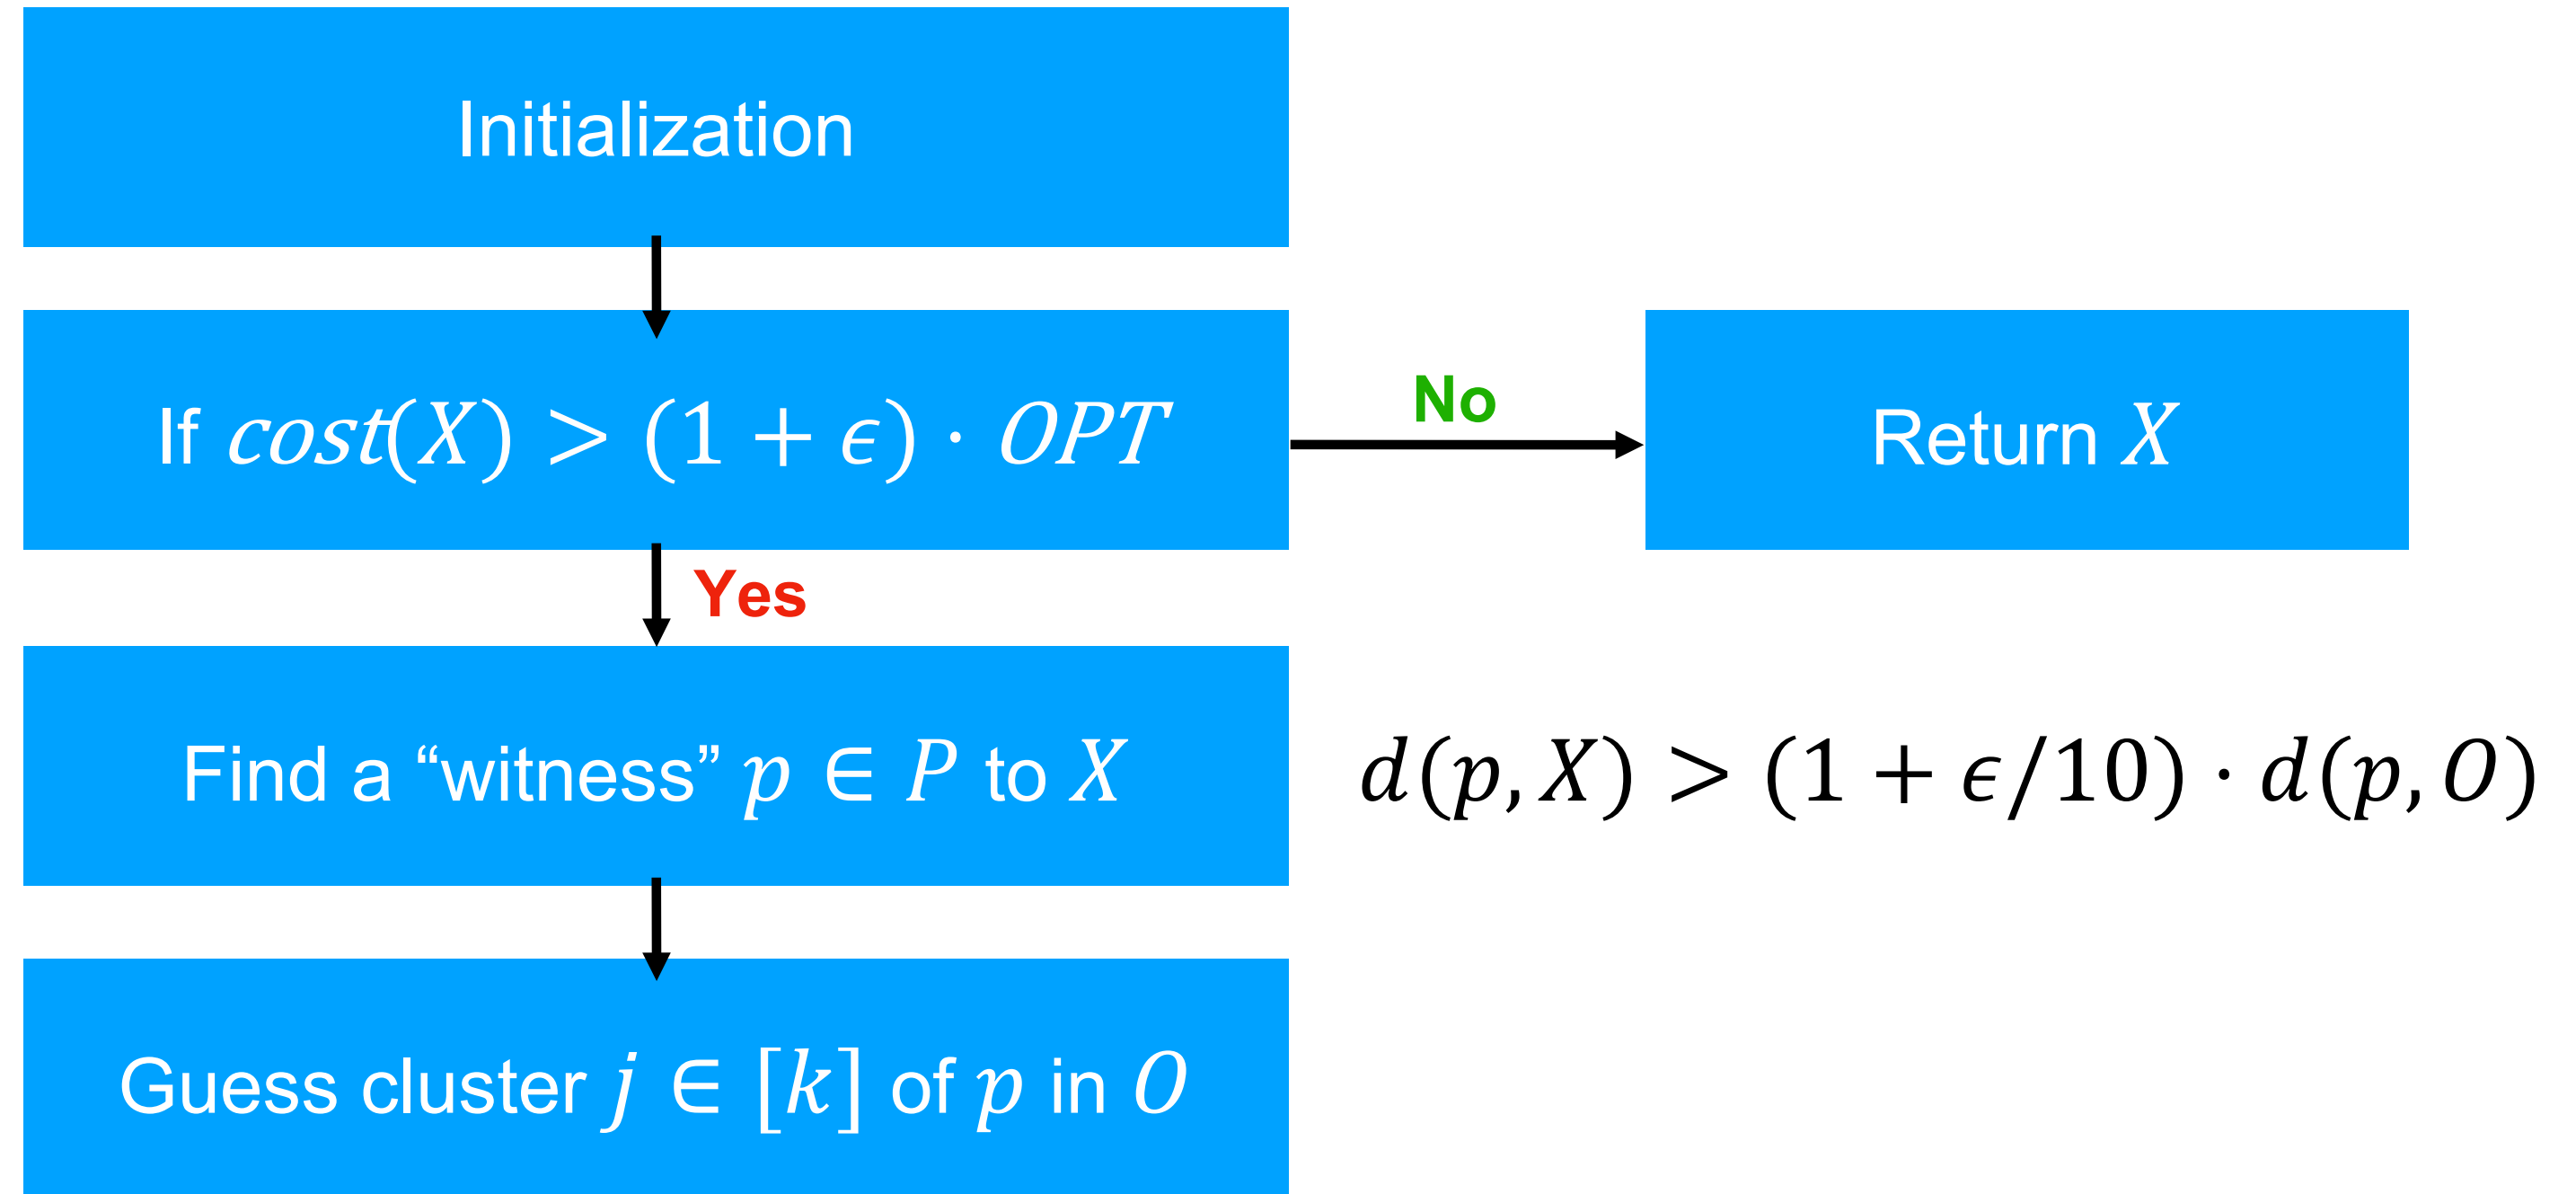 Initialization
If cost(X) > (1 + ϵ) · OPT
No
Return X
Yes
Find a “witness” p ∈ P to X
d(p, X) > (1 + ϵ/10) · d(p, O)
Guess cluster j ∈ [k] of p in O